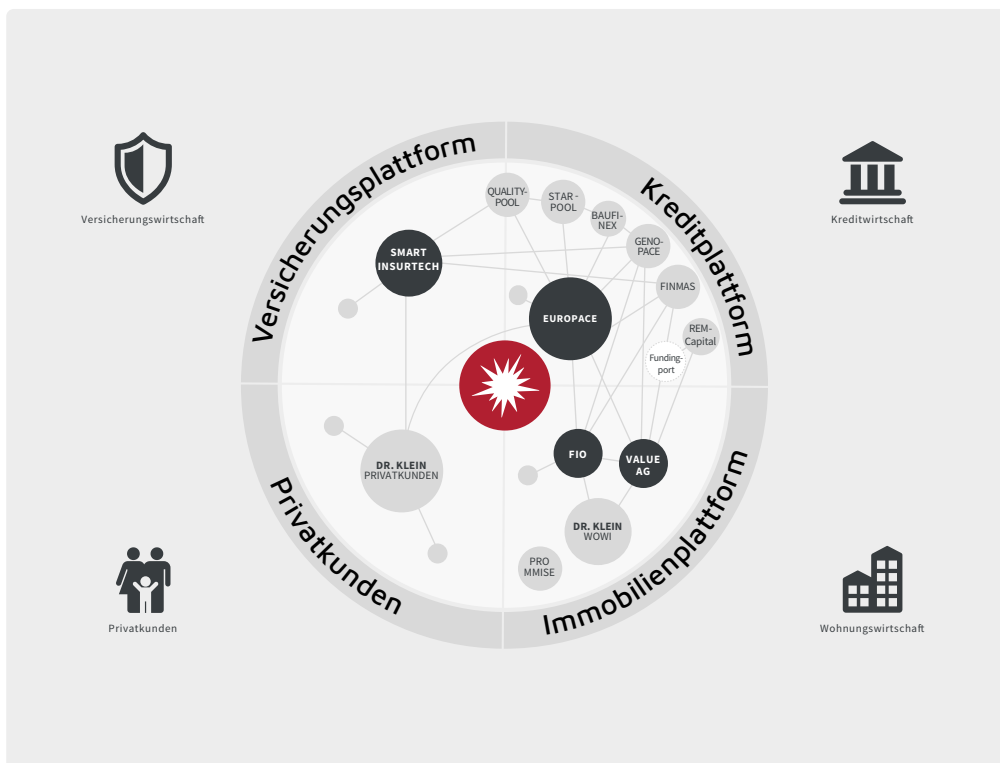 Versicherungsplattform
Kreditplattform
Versicherungswirtschaft
Kreditwirtschaft
QUALITY-
POOL
STAR-
POOL
BAUFI-
NEX
GENO-
PACE
SMART
INSURTECH
FINMAS
EUROPACE
REM-
Capital
Funding-
port
DR. KLEIN
PRIVATKUNDEN
FIO
VALUE
AG
DR. KLEIN
WOWI
PRO
MMISE
Privatkunden
Immobilienplattform
Privatkunden
Wohnungswirtschaft